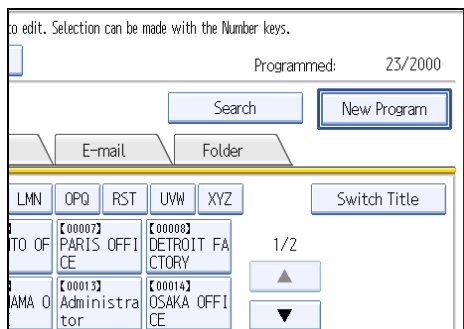 to edit. Selection can be made with the Number keys.
Programmed: 23/2000
Search New Program
E-mail Folder
LMN OPQ RST UVW XYZ Switch Title
【00007】 【00008】
TO OF PARIS OFFI DETROIT FA 1/2
CE CTORY
【00013】 【00014】
AMA O Administra OSAKA OFFI
tor CE